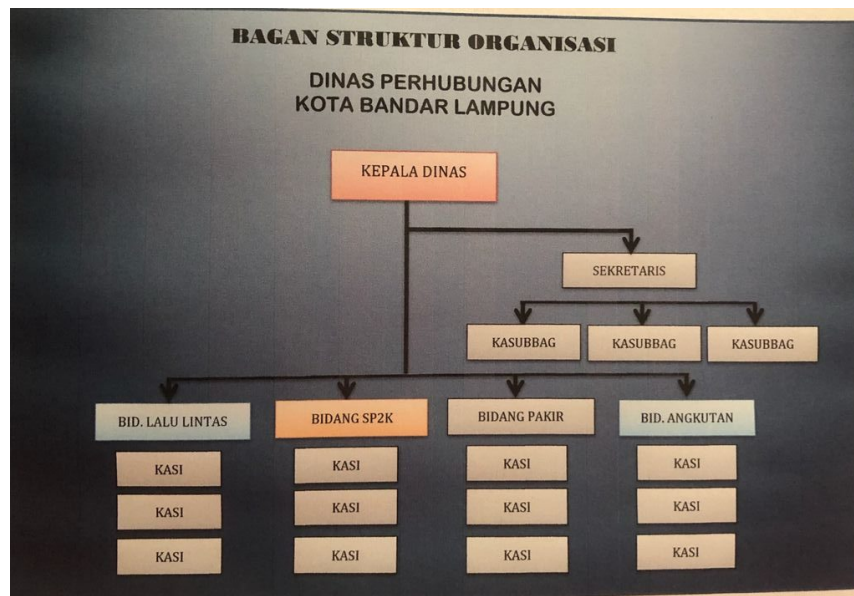 BAGAN STRUKTUR ORGANISASI
DINAS PERHUBUNGAN
KOTA BANDAR LAMPUNG
KEPALA DINAS
SEKRETARIS
KASUBBAG
KASUBBAG
KASUBBAG
BID. LALU LINTAS
BIDANG SP2K
BIDANG PAKIR
BID. ANGKUTAN
KASI
KASI
KASI
KASI
KASI
KASI
KASI
KASI
KASI
KASI
KASI
KASI